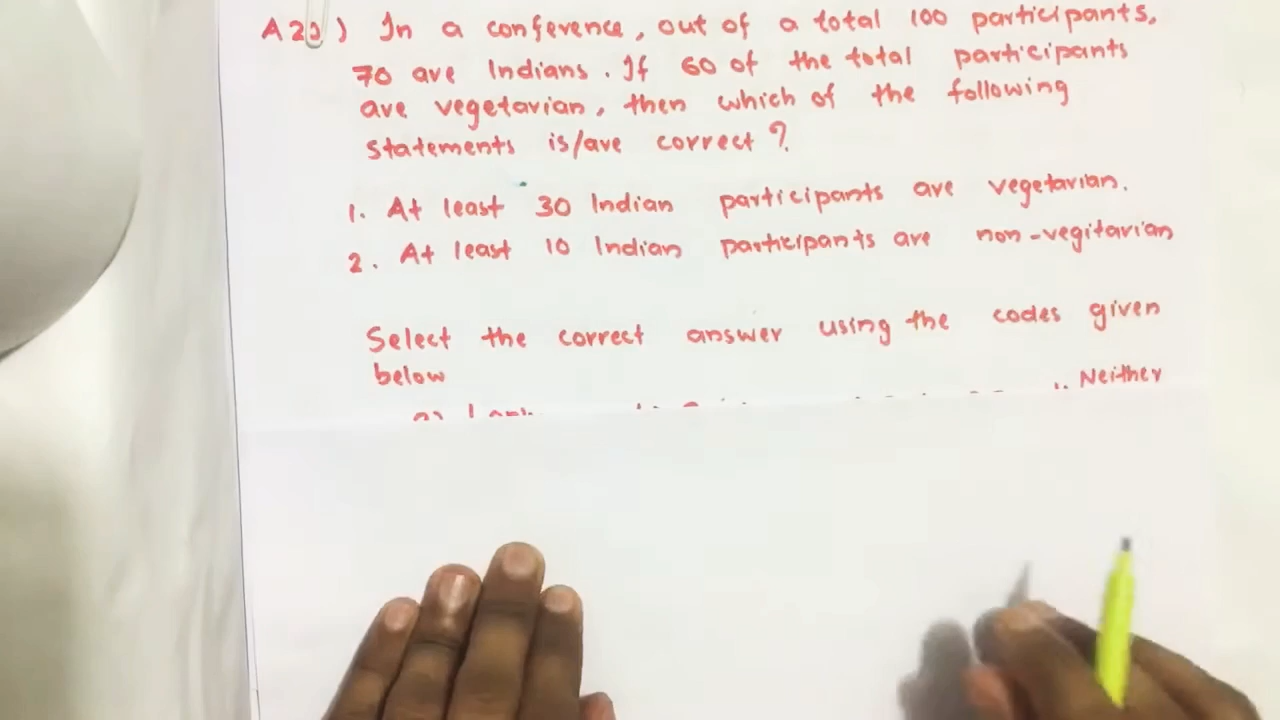 A2 ) In a conference, out of a total 100 participants,
70 are Indians. If 60 of the total participants
are vegetarian, then which of the following
statements is/are correct ?
1. At least 30 Indian participants are vegetarian.
2. At least 10 Indian participants are non-vegitarian
Select the correct answer using the codes given
below
Neither